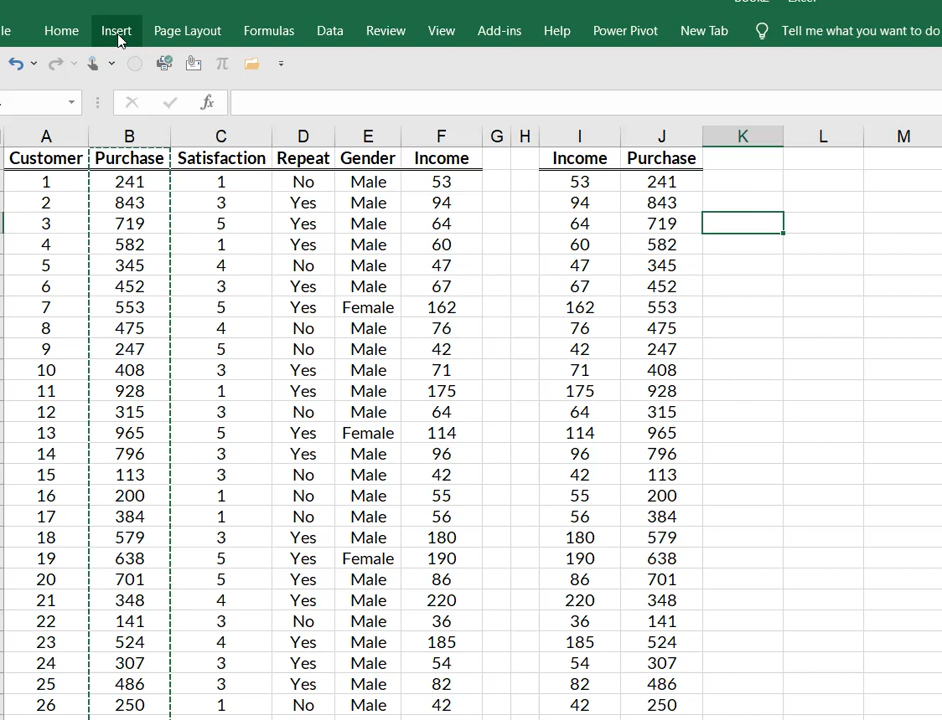 le Home Insert Page Layout Formulas Data Review View Add-ins Help Power Pivot New Tab Tell me what you want to do
fx
A B C D E F G H I J K L M
Customer Purchase Satisfaction Repeat Gender Income Income Purchase
1 241 1 No Male 53 53 241
2 843 3 Yes Male 94 94 843
3 719 5 Yes Male 64 64 719
4 582 1 Yes Male 60 60 582
5 345 4 No Male 47 47 345
6 452 3 Yes Male 67 67 452
7 553 5 Yes Female 162 162 553
8 475 4 No Male 76 76 475
9 247 5 No Male 42 42 247
10 408 3 Yes Male 71 71 408
11 928 1 Yes Male 175 175 928
12 315 3 No Male 64 64 315
13 965 5 Yes Female 114 114 965
14 796 3 Yes Male 96 96 796
15 113 3 No Male 42 42 113
16 200 1 No Male 55 55 200
17 384 1 No Male 56 56 384
18 579 3 Yes Male 180 180 579
19 638 5 Yes Female 190 190 638
20 701 5 Yes Male 86 86 701
21 348 4 Yes Male 220 220 348
22 141 3 No Male 36 36 141
23 524 4 Yes Male 185 185 524
24 307 3 Yes Male 54 54 307
25 486 3 Yes Male 82 82 486
26 250 1 No Male 42 42 250